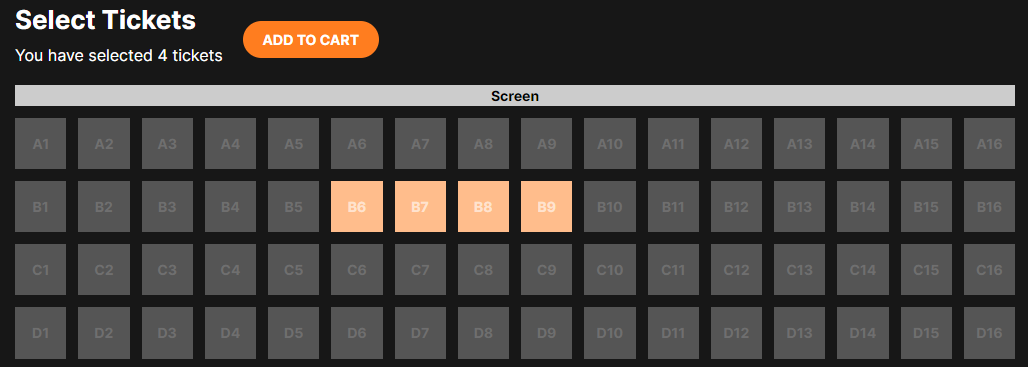 Select Tickets
ADD TO CART
You have selected 4 tickets
Screen
A1 A2 A3 A4 A5 A6 A7 A8 A9 A10 A11 A12 A13 A14 A15 A16
B1 B2 B3 B4 B5 B6 B7 B8 B9 B10 B11 B12 B13 B14 B15 B16
C1 C2 C3 C4 C5 C6 C7 C8 C9 C10 C11 C12 C13 C14 C15 C16
D1 D2 D3 D4 D5 D6 D7 D8 D9 D10 D11 D12 D13 D14 D15 D16